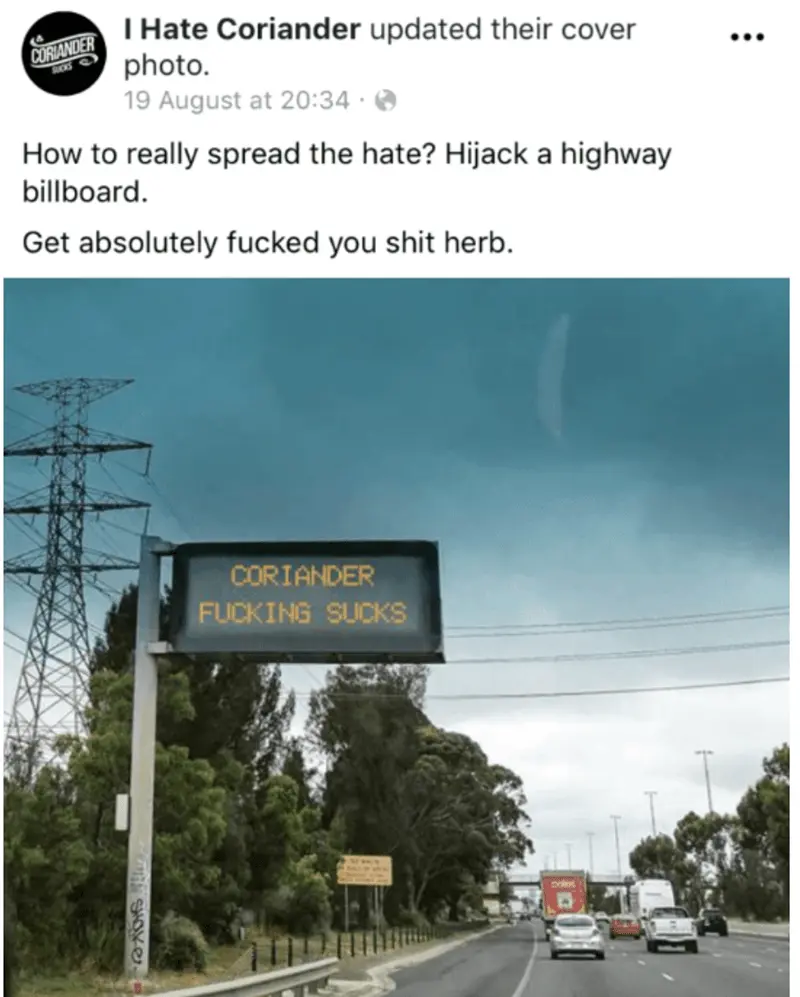 CORIANDER
SUCKS
I Hate Coriander updated their cover
photo.
19 August at 20:34 ·
How to really spread the hate? Hijack a highway
billboard.
Get absolutely fucked you shit herb.
CORIANDER
FUCKING SUCKS
coles